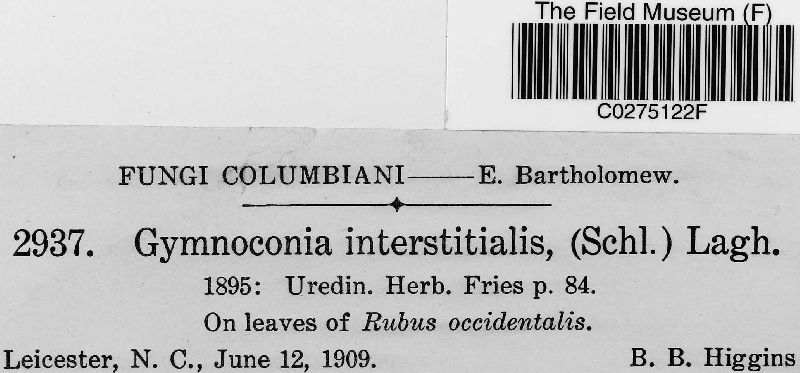 The Field Museum (F)
C0275122F
FUNGI COLUMBIANI—E. Bartholomew.
2937. Gymnoconia interstitialis, (Schl.) Lagh.
1895: Uredin. Herb. Fries p. 84.
On leaves of Rubus occidentalis.
Leicester, N. C., June 12, 1909. B. B. Higgins